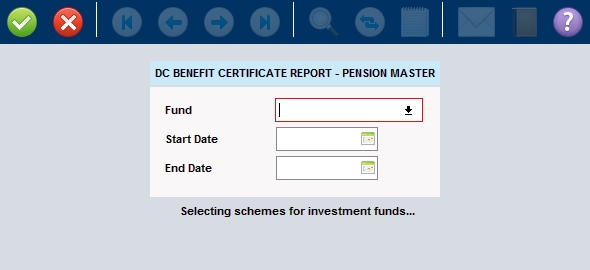 ?
DC BENEFIT CERTIFICATE REPORT - PENSION MASTER
Fund
Start Date
End Date
Selecting schemes for investment funds...